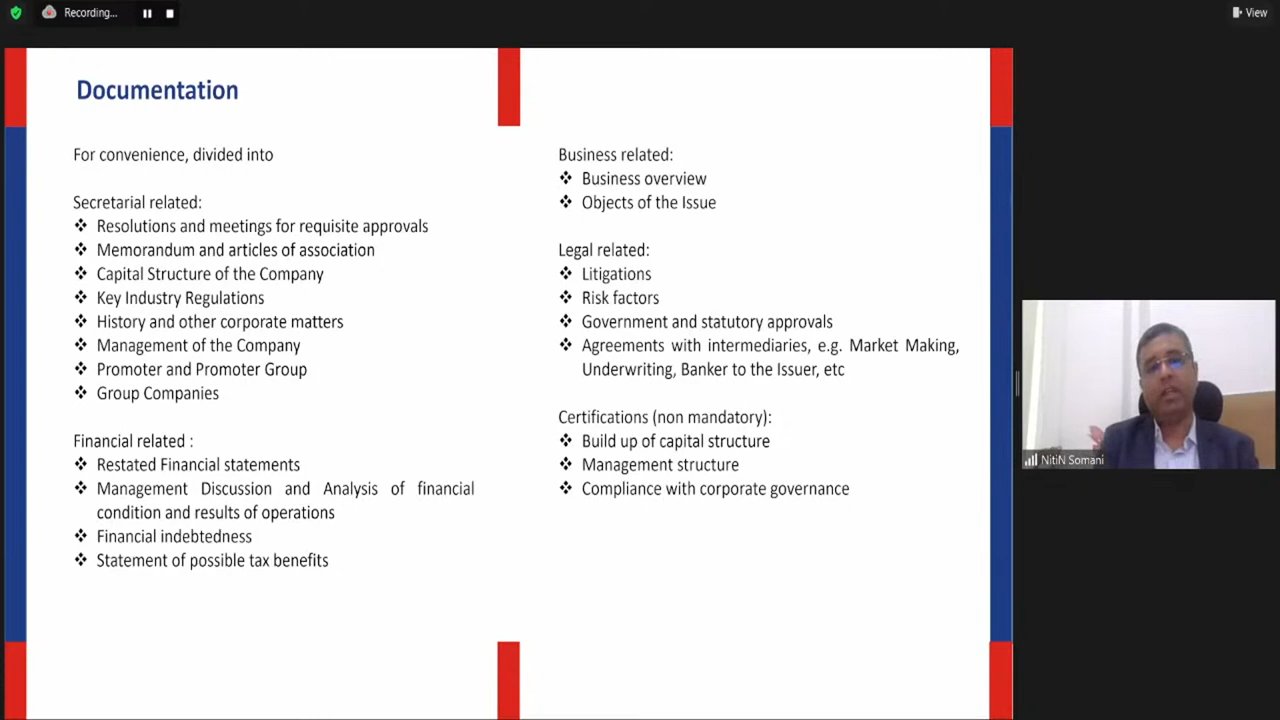 Recording...
View
Documentation
For convenience, divided into
Secretarial related:
❖ Resolutions and meetings for requisite approvals
❖ Memorandum and articles of association
❖ Capital Structure of the Company
❖ Key Industry Regulations
❖ History and other corporate matters
❖ Management of the Company
❖ Promoter and Promoter Group
❖ Group Companies
Financial related :
❖ Restated Financial statements
❖ Management Discussion and Analysis of financial
condition and results of operations
❖ Financial indebtedness
❖ Statement of possible tax benefits
Business related:
❖ Business overview
❖ Objects of the Issue
Legal related:
❖ Litigations
❖ Risk factors
❖ Government and statutory approvals
❖ Agreements with intermediaries, e.g. Market Making,
Underwriting, Banker to the Issuer, etc
Certifications (non mandatory):
❖ Build up of capital structure
❖ Management structure
❖ Compliance with corporate governance
NitiN Somani